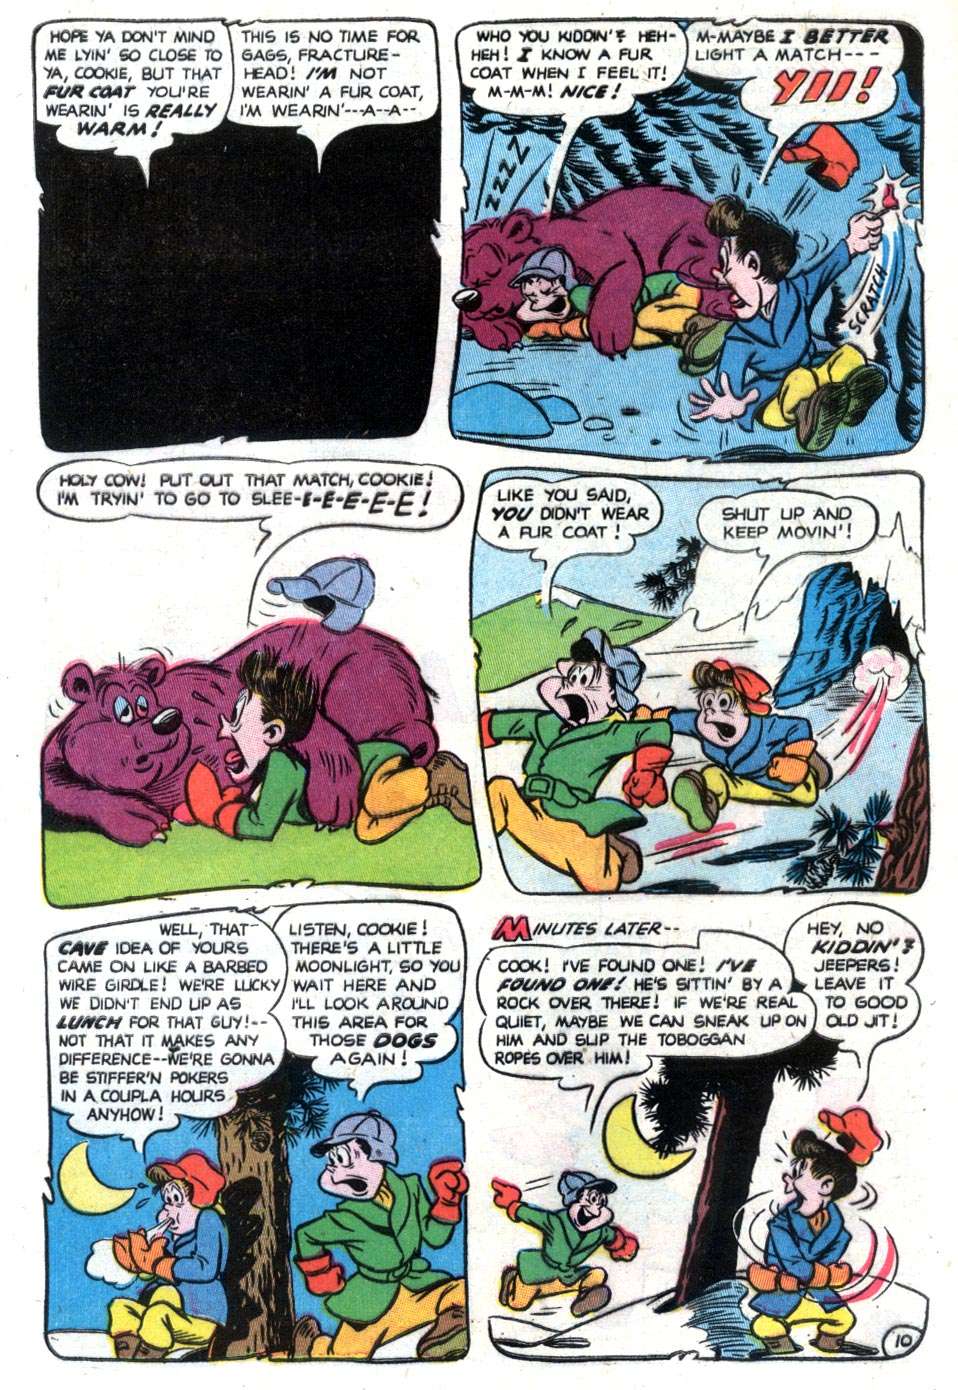 HOPE YA DON'T MIND
ME LYIN' SO CLOSE TO
YA, COOKIE, BUT THAT
FUR COAT YOU'RE
WEARIN' IS REALLY
WARM!
THIS IS NO TIME FOR
GAGS, FRACTURE-
HEAD! I'M NOT
WEARIN' A FUR COAT,
I'M WEARIN'---A--A--
WHO YOU KIDDIN'? HEH-
HEH! I KNOW A FUR
COAT WHEN I FEEL IT!
M-M-M! NICE!
M-MAYBE I BETTER
LIGHT A MATCH---
YII!
ZZZZ
SCRATCH
HOLY COW! PUT OUT THAT MATCH, COOKIE!
I'M TRYIN' TO GO TO SLEE-E-E-E-E-E!
LIKE YOU SAID,
YOU DIDN'T WEAR
A FUR COAT!
SHUT UP AND
KEEP MOVIN'!
WELL, THAT
CAVE IDEA OF YOURS
CAME ON LIKE A BARBED
WIRE GIRDLE! WE'RE LUCKY
WE DIDN'T END UP AS
LUNCH FOR THAT GUY!--
NOT THAT IT MAKES ANY
DIFFERENCE--WE'RE GONNA
BE STIFFER'N POKERS
IN A COUPLA HOURS
ANYHOW!
LISTEN, COOKIE!
THERE'S A LITTLE
MOONLIGHT, SO YOU
WAIT HERE AND
I'LL LOOK AROUND
THIS AREA FOR
THOSE DOGS
AGAIN!
MINUTES LATER--
COOK! I'VE FOUND ONE! I'VE
FOUND ONE! HE'S SITTIN' BY A
ROCK OVER THERE! IF WE'RE REAL
QUIET, MAYBE WE CAN SNEAK UP ON
HIM AND SLIP THE TOBOGGAN
ROPES OVER HIM!
HEY, NO
KIDDIN'?
JEEPERS!
LEAVE IT
TO GOOD
OLD JIT!
10